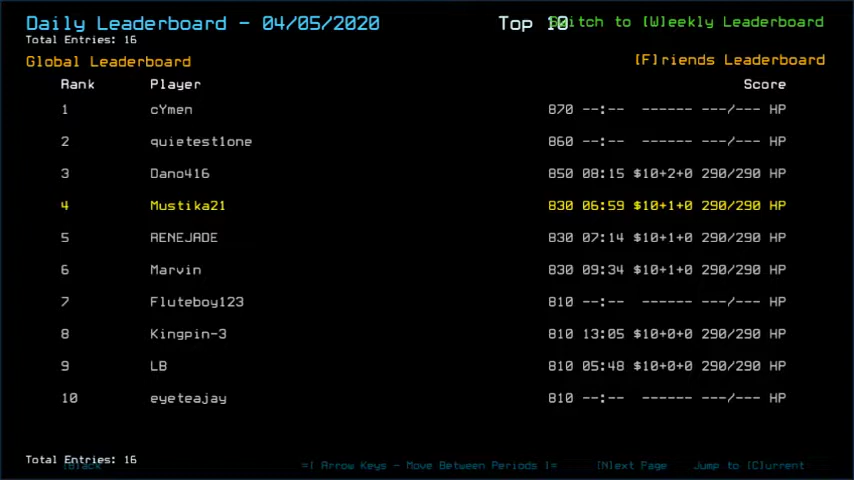 Daily Leaderboard - 04/05/2020 Top 10 Switch to [W]eekly Leaderboard
Total Entries: 16
Global Leaderboard [F]riends Leaderboard
Rank Player Score
1 cYmen 870 --:-- ------ ---/--- HP
2 quietest1one 860 --:-- ------ ---/--- HP
3 Dano416 850 08:15 $10+2+0 290/290 HP
4 Mustika21 830 06:59 $10+1+0 290/290 HP
5 RENEJADE 830 07:14 $10+1+0 290/290 HP
6 Marvin 830 09:34 $10+1+0 290/290 HP
7 Fluteboy123 810 --:-- ------ ---/--- HP
8 Kingpin-3 810 13:05 $10+0+0 290/290 HP
9 LB 810 05:48 $10+0+0 290/290 HP
10 eyeteajay 810 --:-- ------ ---/--- HP
Total Entries: 16
[B]ack =[ Arrow Keys - Move Between Periods ]= [N]ext Page Jump to [C]urrent